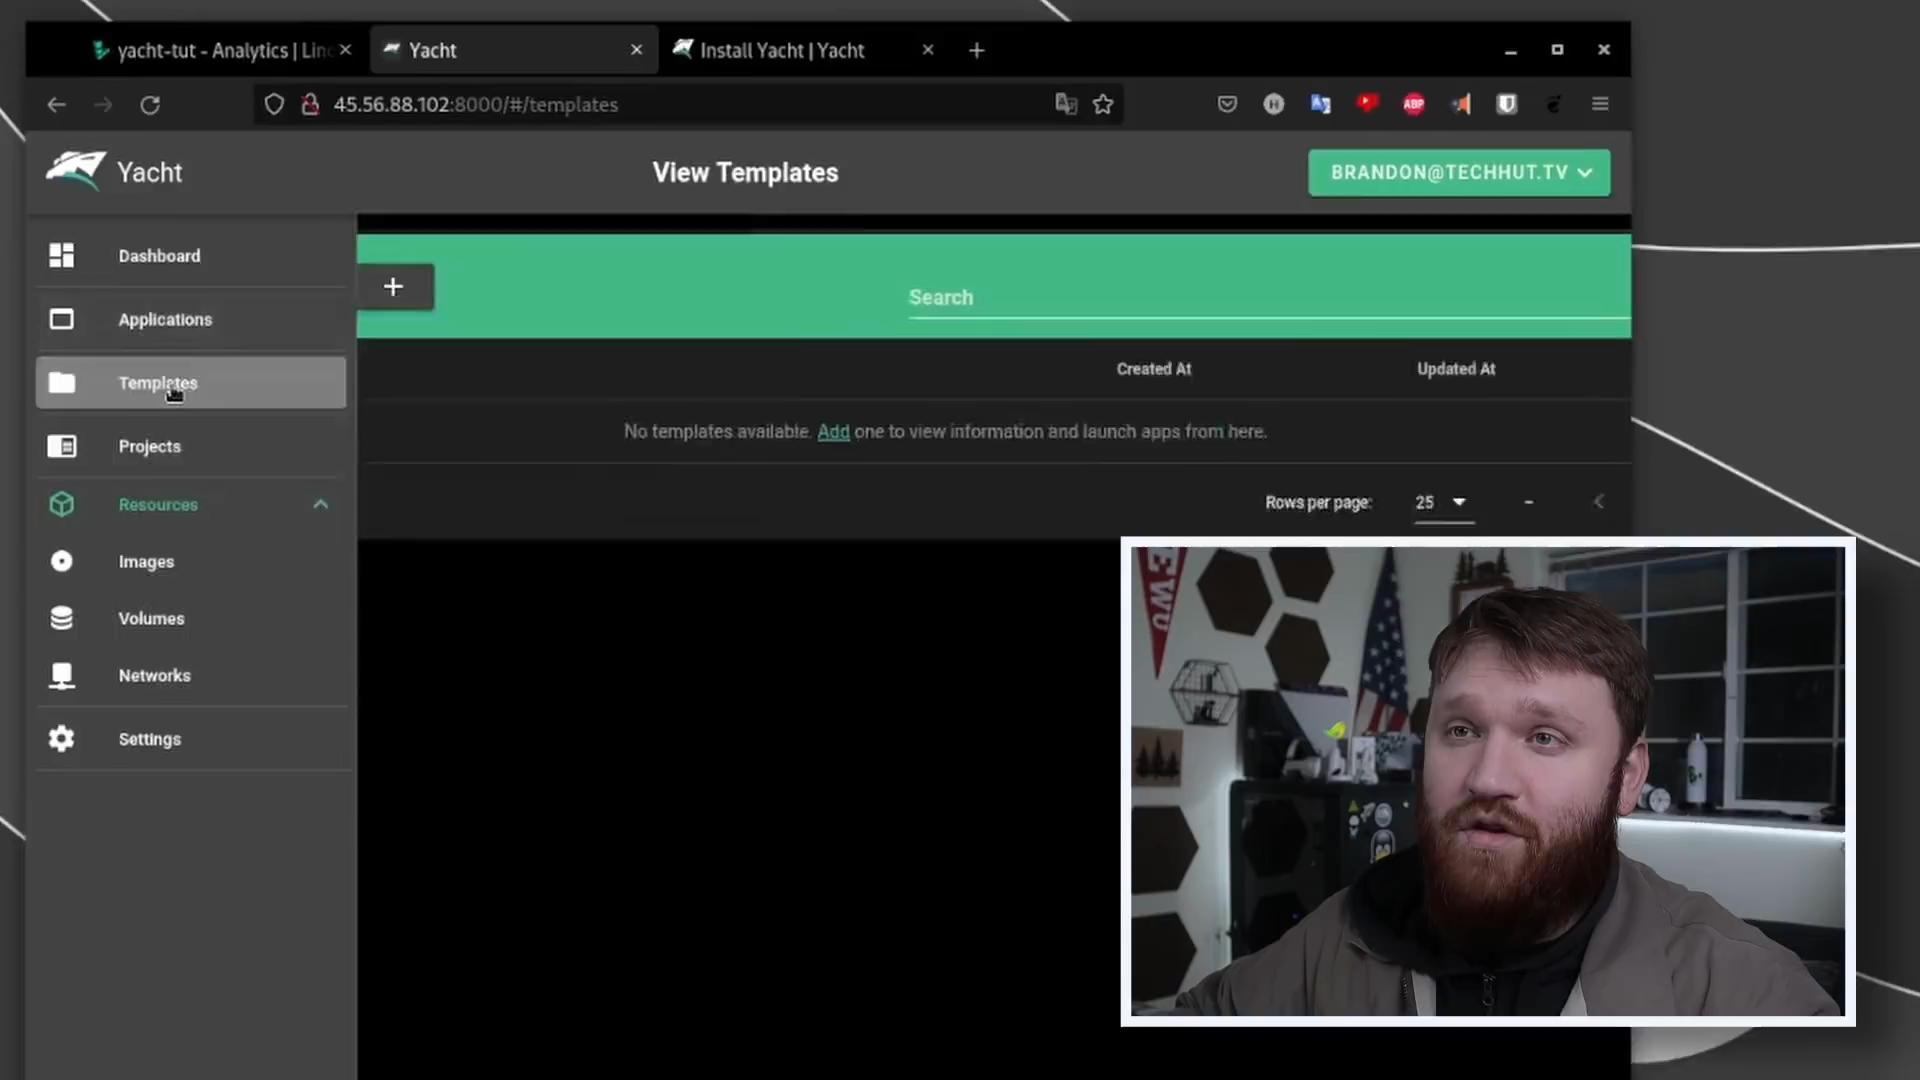 yacht-tut - Analytics | Lin
Yacht
Install Yacht | Yacht
45.56.88.102:8000/#/templates
ABP
Yacht
View Templates
BRANDON@TECHHUT.TV
Dashboard
Applications
Templates
Projects
Resources
Images
Volumes
Networks
Settings
Search
Created At
Updated At
No templates available. Add one to view information and launch apps from here.
Rows per page:
25
-
EWU